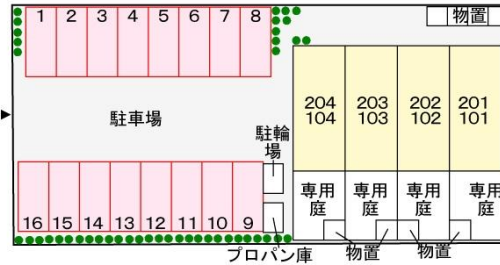 1 2 3 4 5 6 7 8
物置
204 203 202 201
104 103 102 101
駐車場
駐輪
場
専用 専用 専用 専用
庭 庭 庭 庭
16 15 14 13 12 11 10 9
プロパン庫 物置 物置